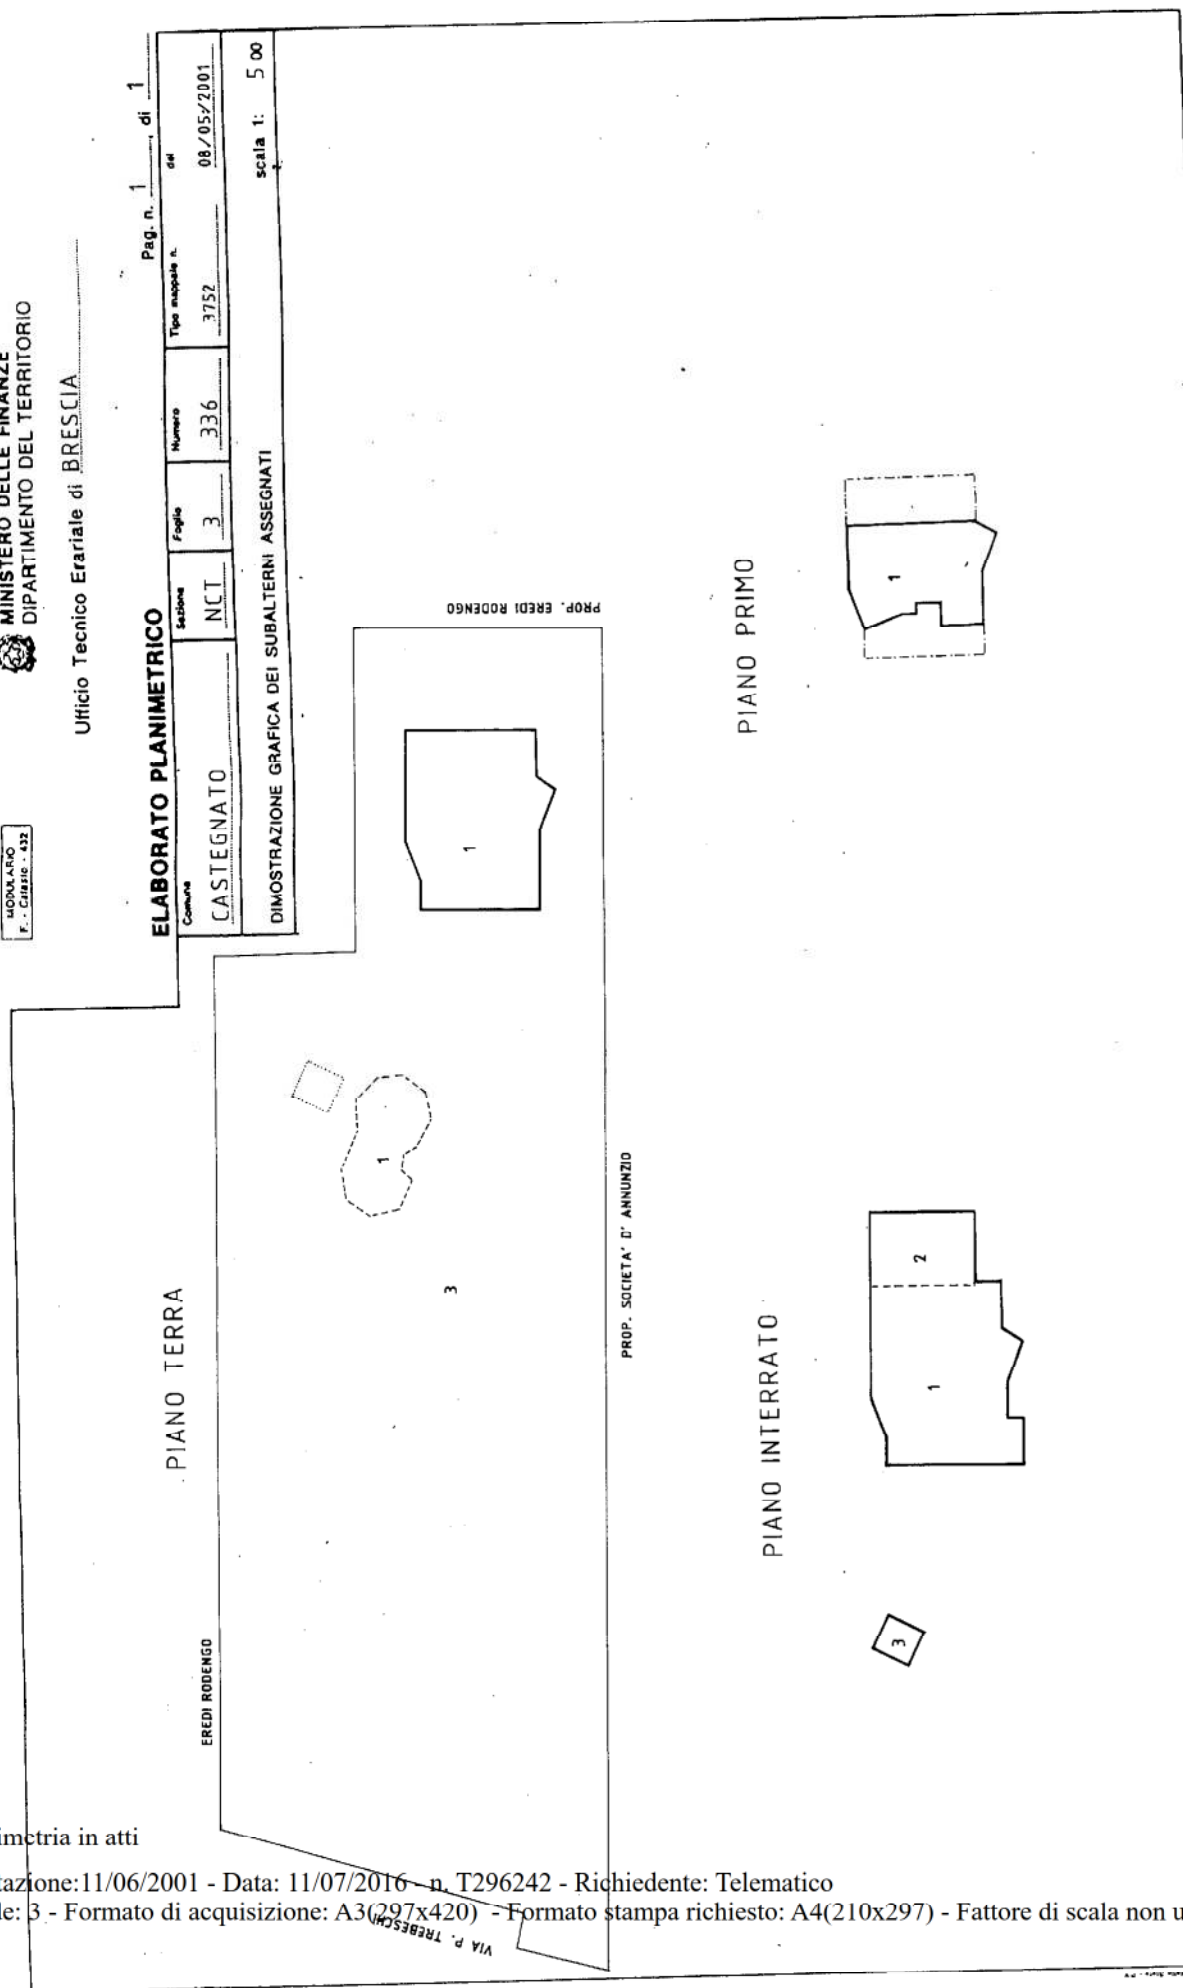 MODULARIO
F. - Catasto - 432
MINISTERO DELLE FINANZE
DIPARTIMENTO DEL TERRITORIO
Ufficio Tecnico Erariale di BRESCIA
Pag. n. 1 di 1
ELABORATO PLANIMETRICO
Comune
Sezione
Foglio
Numero
Tipo mappale n.
del
CASTEGNATO
NCT
3
336
3752
08/05/2001
DIMOSTRAZIONE GRAFICA DEI SUBALTERNI ASSEGNATI
scala 1: 500
PIANO TERRA
EREDI RODENGO
PROP. EREDI RODENGO
1
1
3
PROP. SOCIETA' D' ANNUNZIO
VIA P. TREBESCHI
PIANO PRIMO
1
PIANO INTERRATO
1
2
3
imetria in atti
tazione:11/06/2001 - Data: 11/07/2016 - n. T296242 - Richiedente: Telematico
le: 3 - Formato di acquisizione: A3(297x420) - Formato stampa richiesto: A4(210x297) - Fattore di scala non u